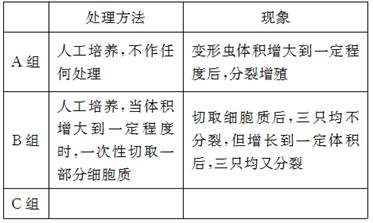 处理方法 现象
A 组 人工培养,不作任何处理 变形虫体积增大到一定程度后,分裂增殖
B 组 人工培养,当体积增大到一定程度时,一次性切取一部分细胞质 切取细胞质后,三只均不分裂,但增长到一定体积后,三只均又分裂
C 组